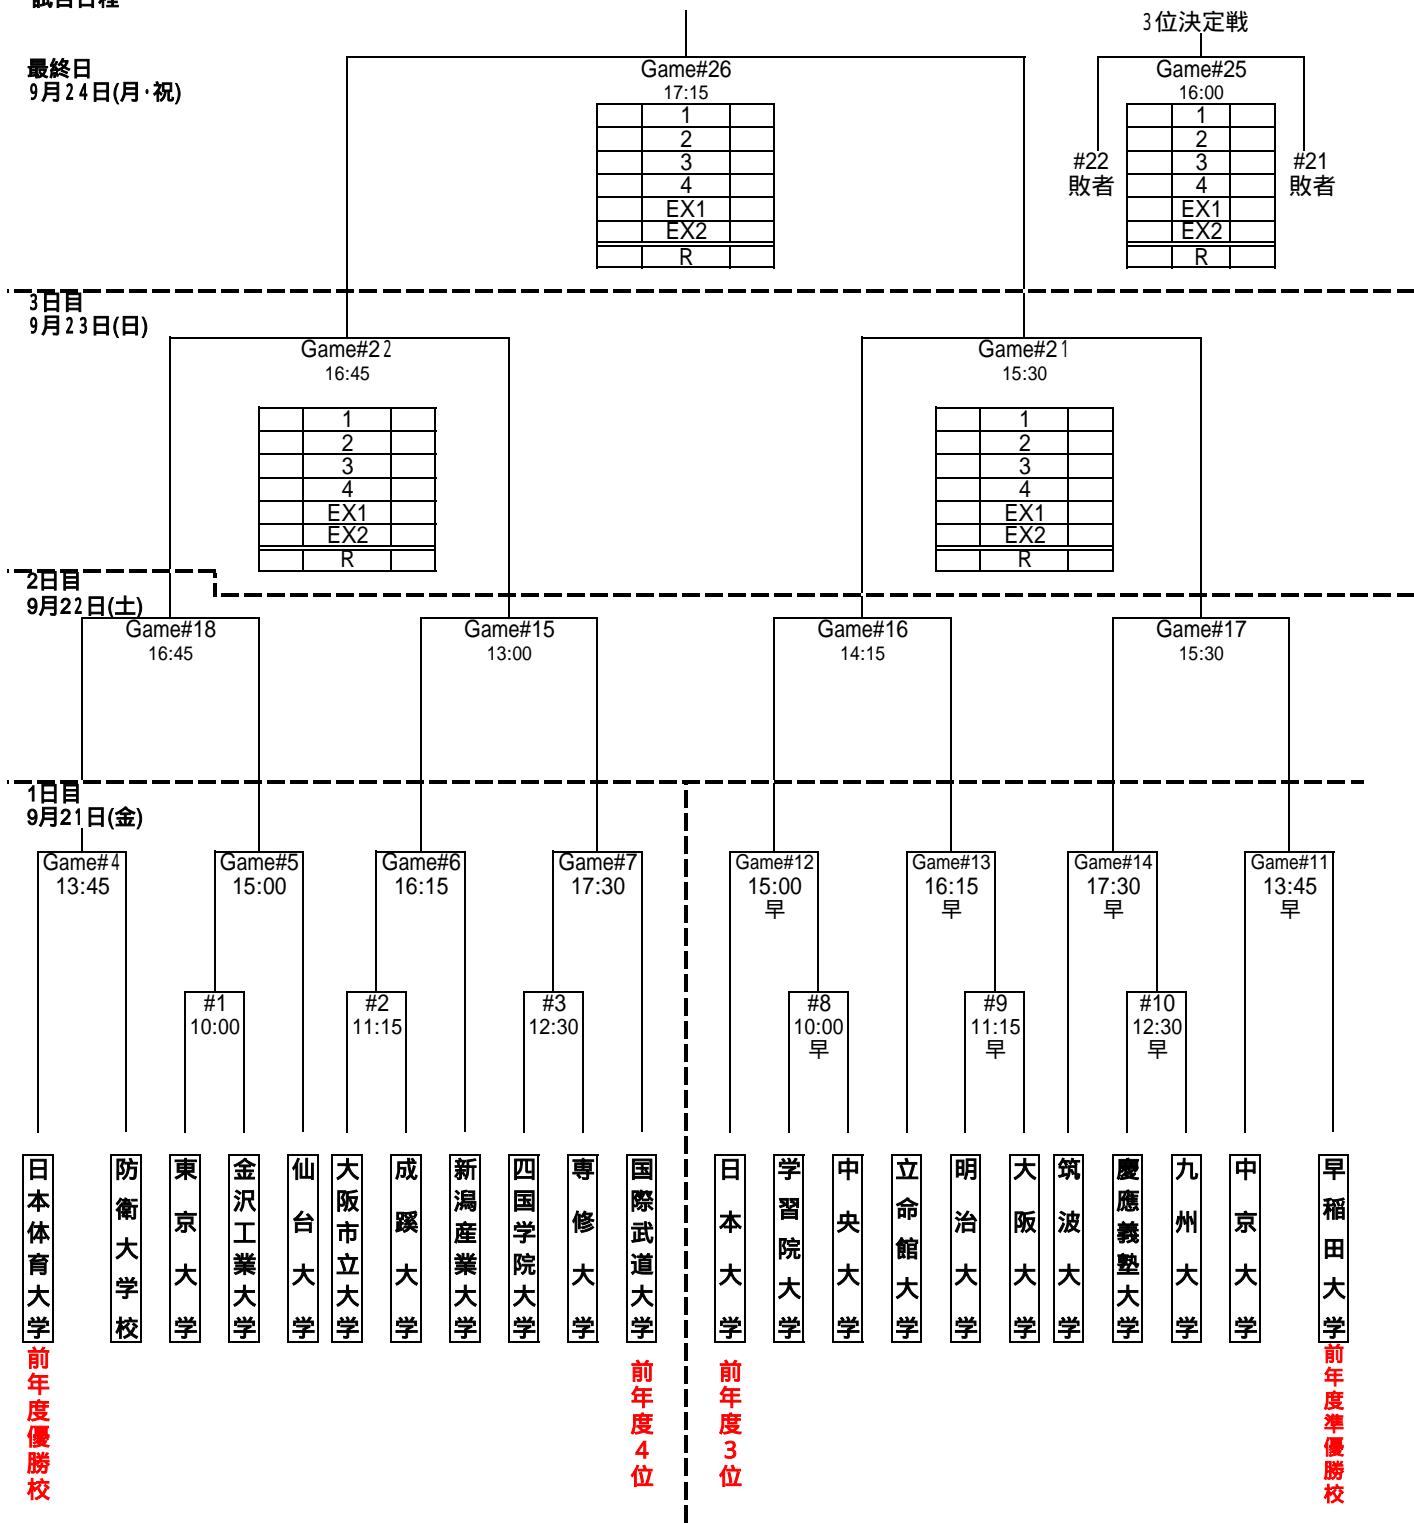 試合日程
3位決定戦
最終日
9月24日(月・祝)
Game#26
17:15
1
2
3
4
EX1
EX2
R
Game#25
16:00
1
2
3
4
EX1
EX2
R
#22
敗者
#21
敗者
3日目
9月23日(日)
Game#22
16:45
1
2
3
4
EX1
EX2
R
Game#21
15:30
1
2
3
4
EX1
EX2
R
2日目
9月22日(土)
Game#18
16:45
Game#15
13:00
Game#16
14:15
Game#17
15:30
1日目
9月21日(金)
Game#4
13:45
Game#5
15:00
Game#6
16:15
Game#7
17:30
Game#12
15:00
早
Game#13
16:15
早
Game#14
17:30
早
Game#11
13:45
早
#1
10:00
#2
11:15
#3
12:30
#8
10:00
早
#9
11:15
早
#10
12:30
早
日本体育大学
防衛大学校
東京大学
金沢工業大学
仙台大学
大阪市立大学
成蹊大学
新潟産業大学
四国学院大学
専修大学
国際武道大学
日本大学
学習院大学
中央大学
立命館大学
明治大学
大阪大学
筑波大学
慶應義塾大学
九州大学
中京大学
早稲田大学
前年度優勝校
前年度4位
前年度3位
前年度準優勝校